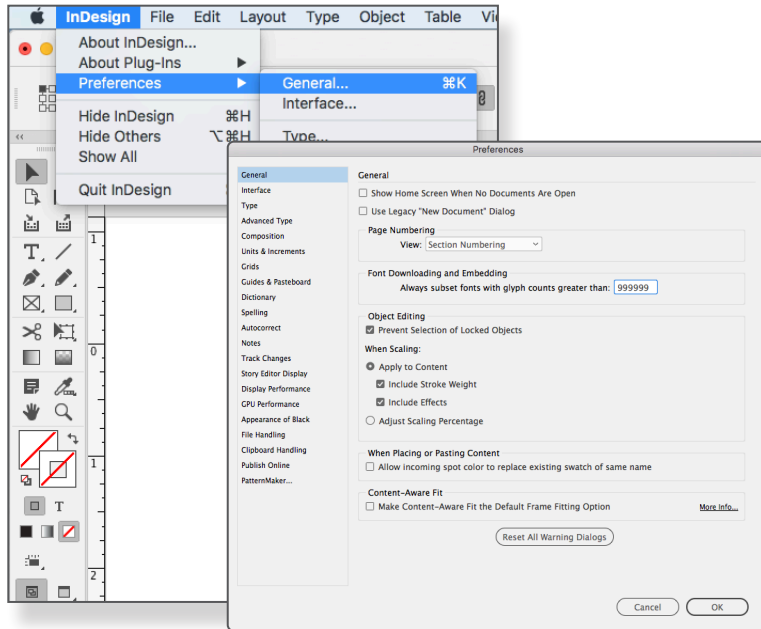 InDesign File Edit Layout Type Object Table
About InDesign...
About Plug-Ins
Preferences
General... ⌘K
Interface...
Hide InDesign ⌘H
Hide Others ⌥⌘H
Type...
Show All
Quit InDesign
Preferences
General
Interface
Type
Advanced Type
Composition
Units & Increments
Grids
Guides & Pasteboard
Dictionary
Spelling
Autocorrect
Notes
Track Changes
Story Editor Display
Display Performance
GPU Performance
Appearance of Black
File Handling
Clipboard Handling
Publish Online
PatternMaker...
General
Show Home Screen When No Documents Are Open
Use Legacy "New Document" Dialog
Page Numbering
View: Section Numbering
Font Downloading and Embedding
Always subset fonts with glyph counts greater than: 999999
Object Editing
Prevent Selection of Locked Objects
When Scaling:
Apply to Content
Include Stroke Weight
Include Effects
Adjust Scaling Percentage
When Placing or Pasting Content
Allow incoming spot color to replace existing swatch of same name
Content-Aware Fit
Make Content-Aware Fit the Default Frame Fitting Option More Info...
Reset All Warning Dialogs
Cancel OK
1
0
1
2